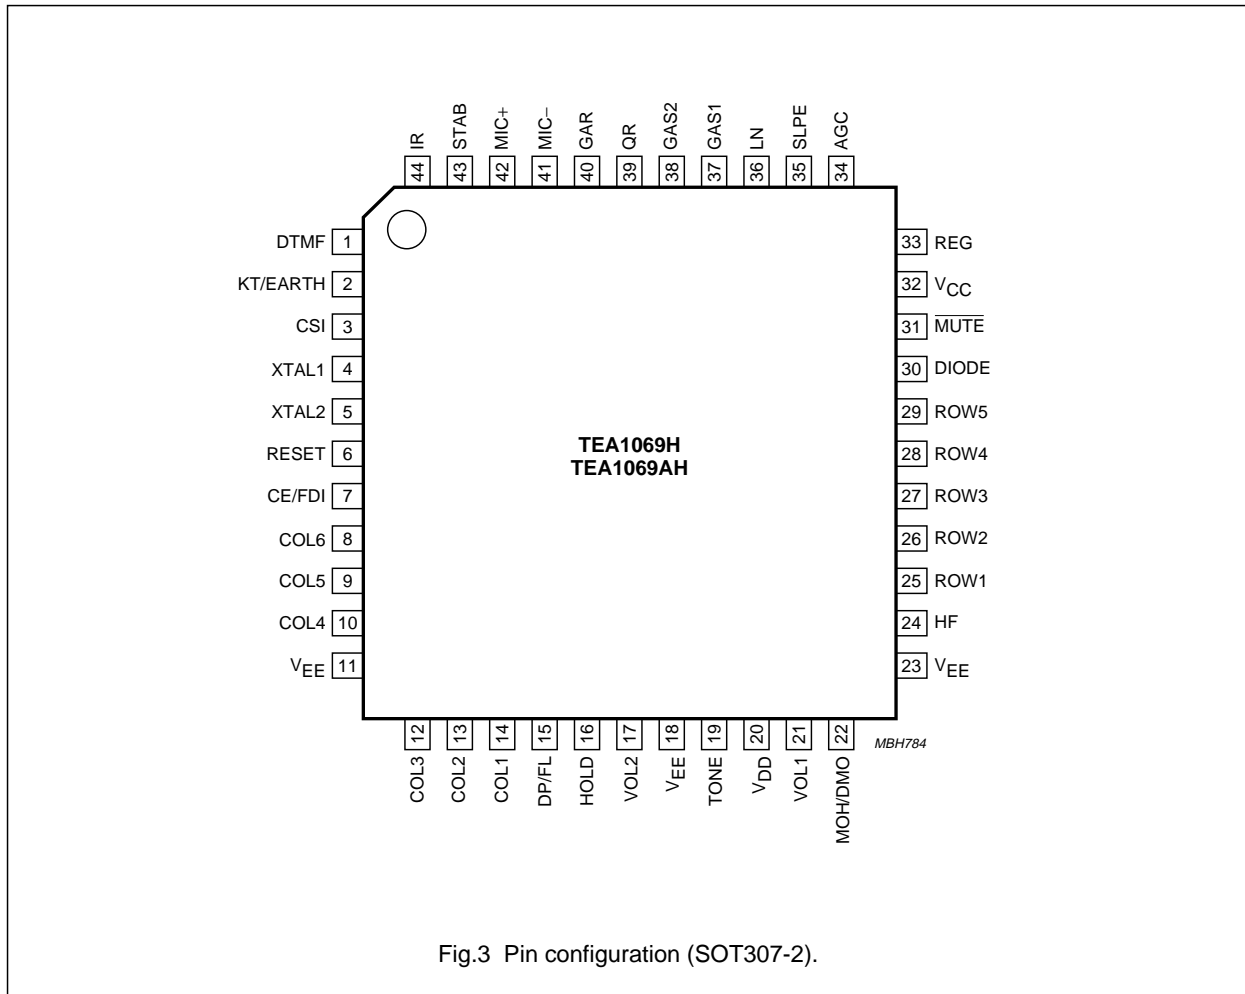 IR STAB MIC+ MIC− GAR QR GAS2 GAS1 LN SLPE AGC
44 43 42 41 40 39 38 37 36 35 34
DTMF 1 33 REG
KT/EARTH 2 32 VCC
CSI 3 31 MUTE
XTAL1 4 30 DIODE
XTAL2 5 29 ROW5
TEA1069H
RESET 6 28 ROW4
TEA1069AH
CE/FDI 7 27 ROW3
COL6 8 26 ROW2
COL5 9 25 ROW1
COL4 10 24 HF
VEE 11 23 VEE
12 13 14 15 16 17 18 19 20 21 22
MBH784
COL3 COL2 COL1 DP/FL HOLD VOL2 VEE TONE VDD VOL1 MOH/DMO
Fig.3 Pin configuration (SOT307-2).